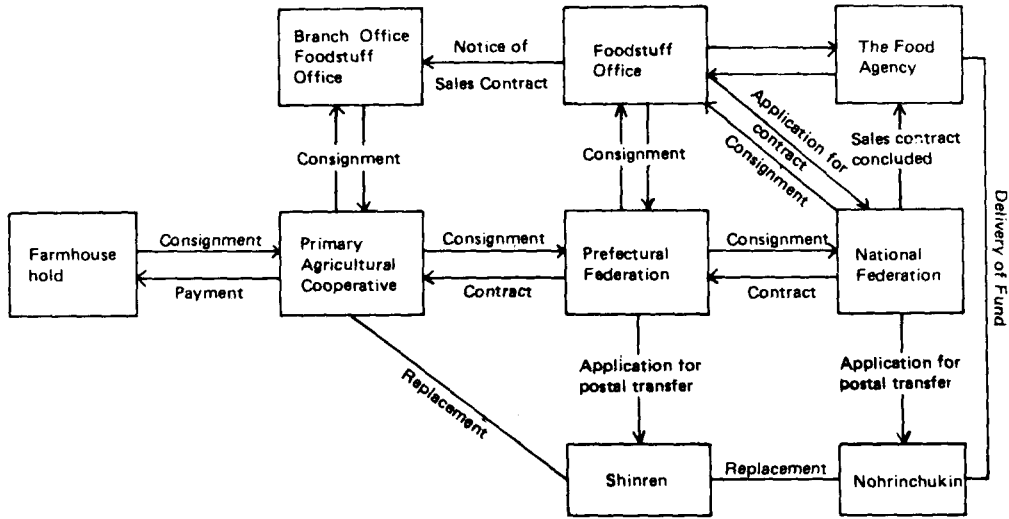 Branch Office
Foodstuff
Office
Notice of
Sales Contract
Foodstuff
Office
The Food
Agency
Application for
contract
Consignment
Sales contract
concluded
Consignment
Consignment
Delivery of Fund
Farmhouse
hold
Consignment
Payment
Primary
Agricultural
Cooperative
Consignment
Contract
Prefectural
Federation
Consignment
Contract
National
Federation
Replacement
Application for
postal transfer
Application for
postal transfer
Shinren
Replacement
Nohrinchukin